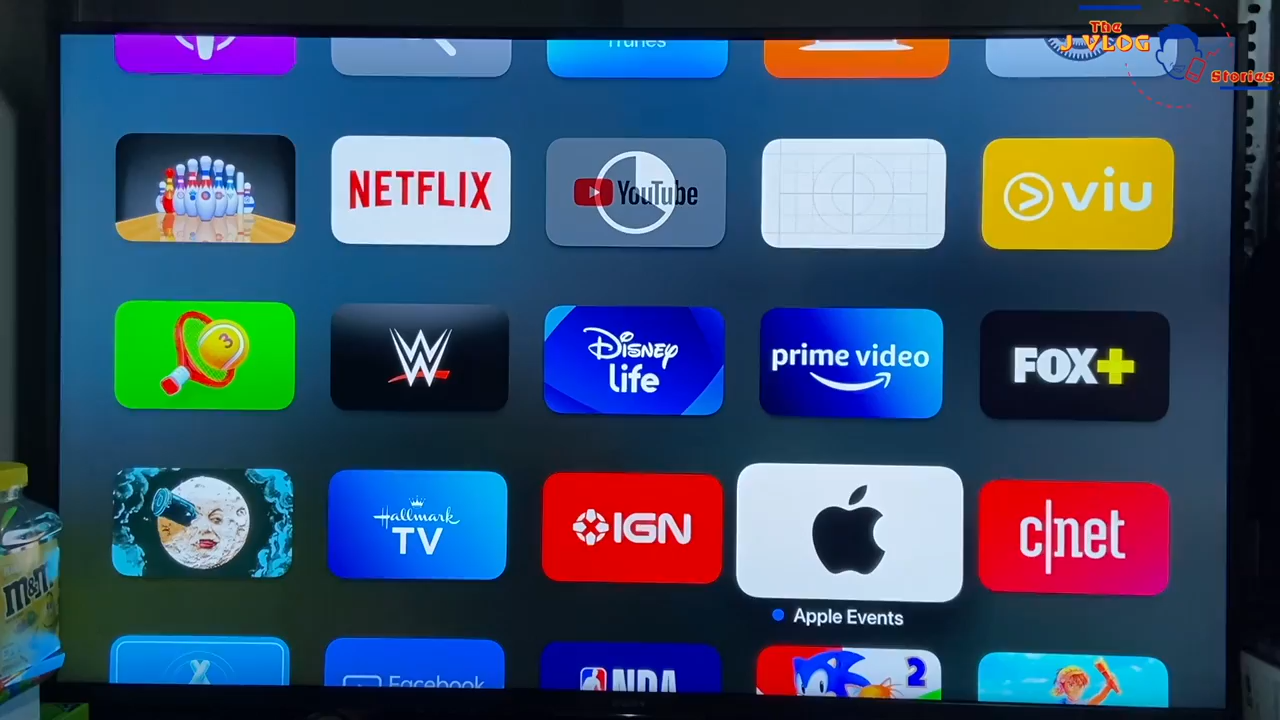 The
J VLOG
Stories
iTunes
NETFLIX
YouTube
viu
3
W
Disney
life
prime video
FOX+
Hallmark
TV
IGN
c|net
Apple Events
M&M
Facebook
NBA
2